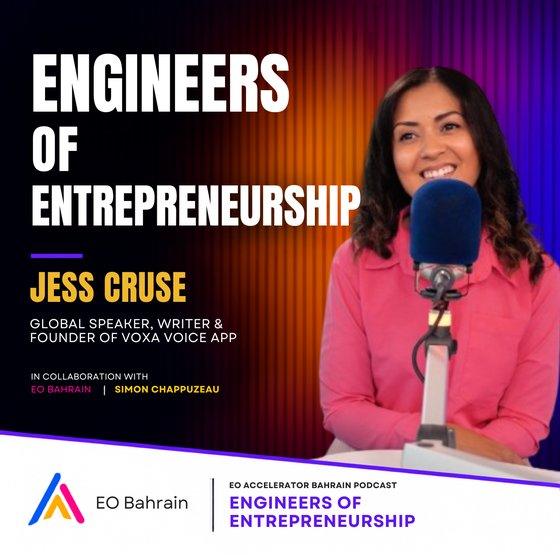 ENGINEERS
OF
ENTREPRENEURSHIP
JESS CRUSE
GLOBAL SPEAKER, WRITER &
FOUNDER OF VOXA VOICE APP
IN COLLABORATION WITH
EO BAHRAIN | SIMON CHAPPUZEAU
EO Bahrain
EO ACCELERATOR BAHRAIN PODCAST
ENGINEERS OF
ENTREPRENEURSHIP